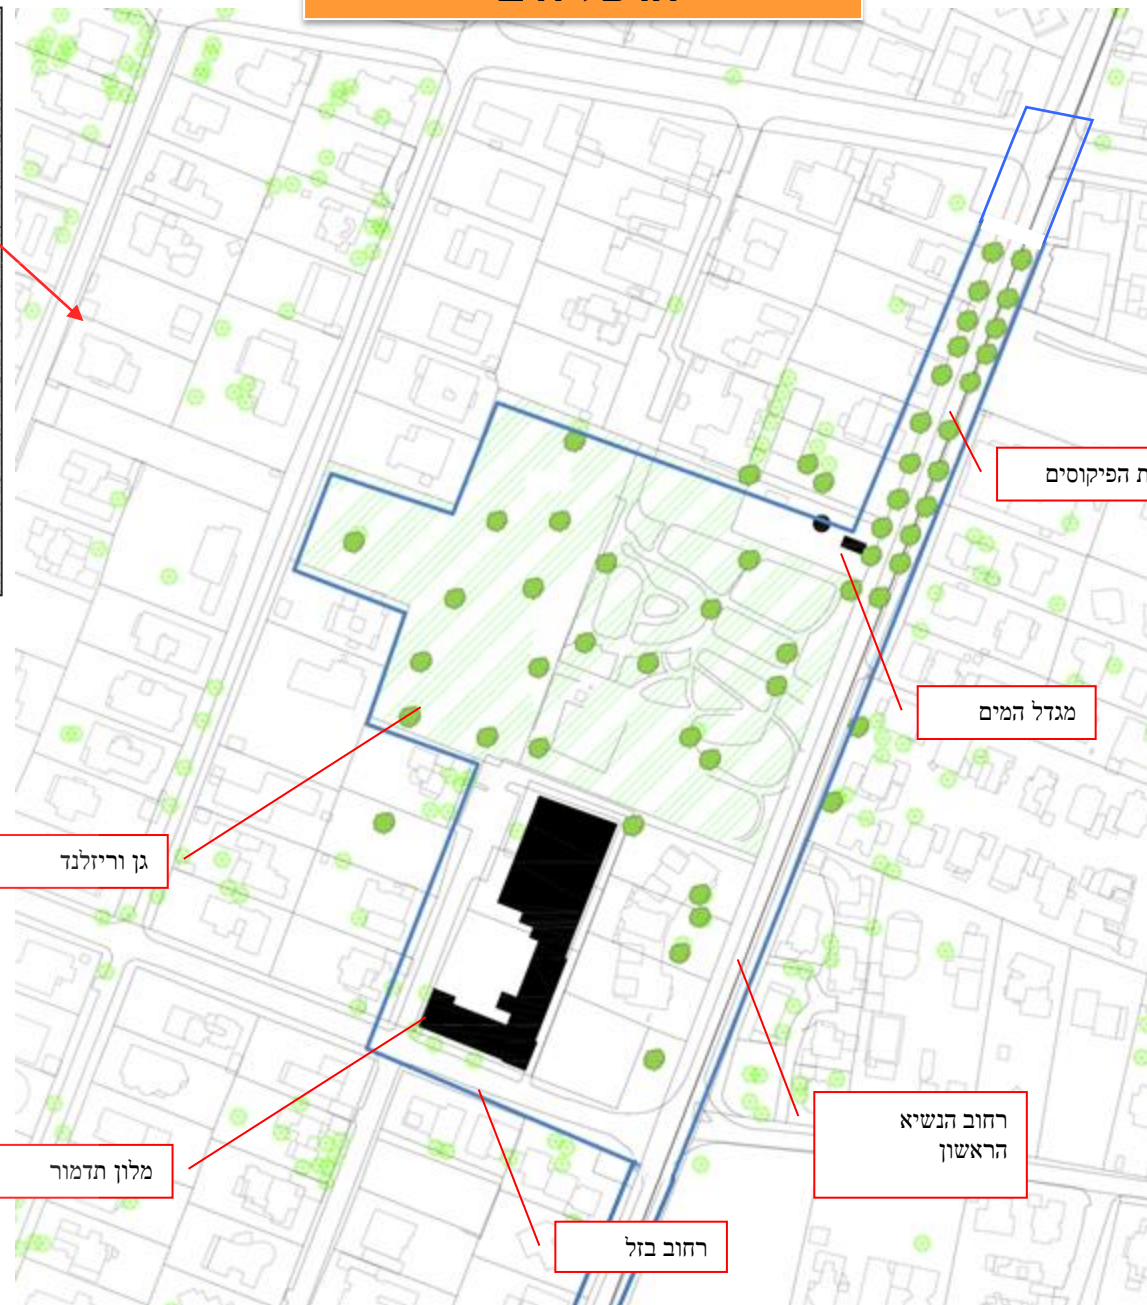 ת הפיקוסים
מגדל המים
גן וריזלנד
רחוב הנשיא
הראשון
מלון תדמור
רחוב בזל